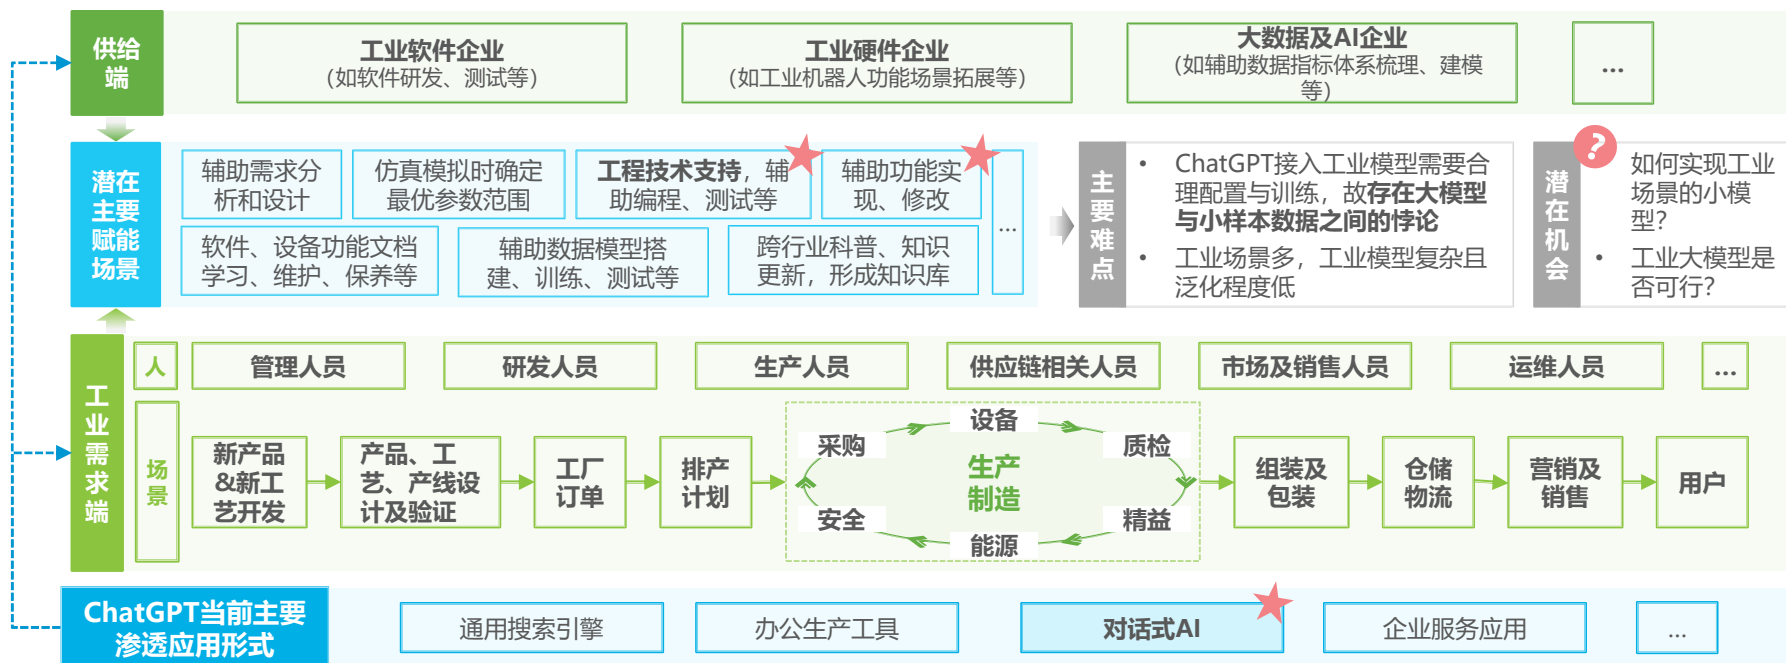 供给
端
工业软件企业
（如软件研发、测试等）
工业硬件企业
（如工业机器人功能场景拓展等）
大数据及AI企业
（如辅助数据指标体系梳理、建模
等）
...
潜在
主要
赋能
场景
辅助需求分
析和设计
仿真模拟时确定
最优参数范围
工程技术支持，辅
助编程、测试等
辅助功能实
现、修改
软件、设备功能文档
学习、维护、保养等
辅助数据模型搭
建、训练、测试等
跨行业科普、知识
更新，形成知识库
...
主
要
难
点
• ChatGPT接入工业模型需要合
理配置与训练，故存在大模型
与小样本数据之间的悖论
• 工业场景多，工业模型复杂且
泛化程度低
?
潜
在
机
会
• 如何实现工业
场景的小模
型？
• 工业大模型是
否可行？
工
业
需
求
端
人
管理人员
研发人员
生产人员
供应链相关人员
市场及销售人员
运维人员
...
场
景
新产品
&新工
艺开发
产品、工
艺、产线设
计及验证
工厂
订单
排产
计划
采购
设备
质检
生产
制造
安全
能源
精益
组装及
包装
仓储
物流
营销及
销售
用户
ChatGPT当前主要
渗透应用形式
通用搜索引擎
办公生产工具
对话式AI
企业服务应用
...